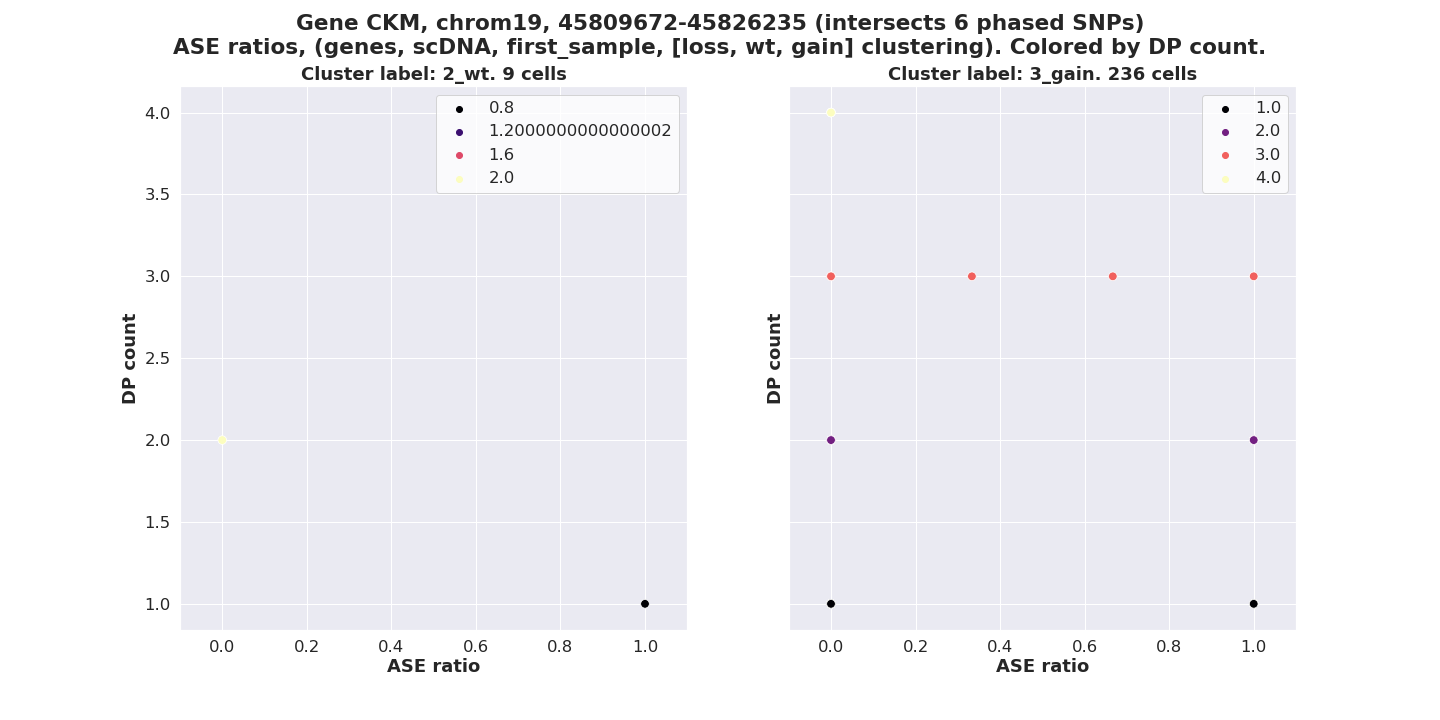 Gene CKM, chrom19, 45809672-45826235 (intersects 6 phased SNPs)
ASE ratios, (genes, scDNA, first_sample, [loss, wt, gain] clustering). Colored by DP count.
Cluster label: 2_wt. 9 cells
0.8
1.2000000000000002
1.6
2.0
4.0
3.5
3.0
2.5
2.0
1.5
1.0
DP count
0.0 0.2 0.4 0.6 0.8 1.0
ASE ratio
Cluster label: 3_gain. 236 cells
1.0
2.0
3.0
4.0
DP count
0.0 0.2 0.4 0.6 0.8 1.0
ASE ratio